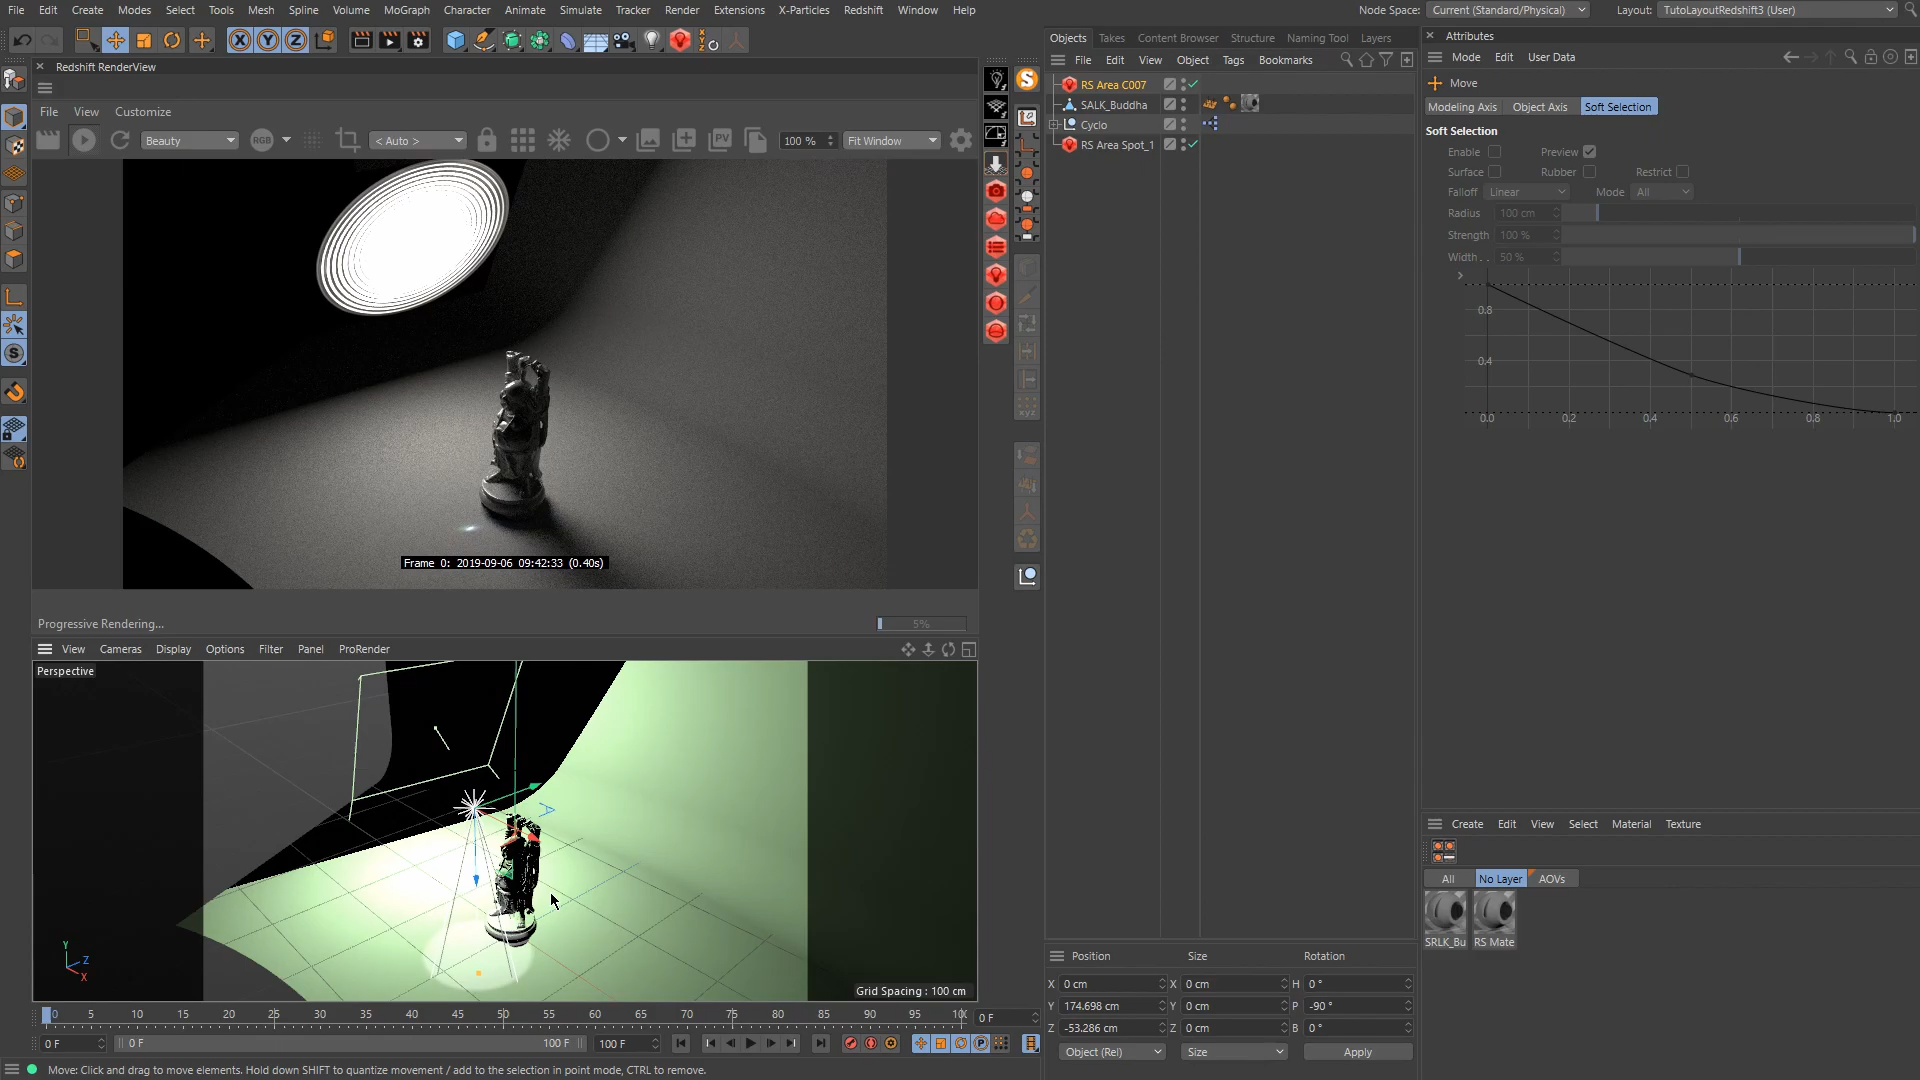 File Edit Create Modes Select Tools Mesh Spline Volume MoGraph Character Animate Simulate Tracker Render Extensions X-Particles Redshift Window Help
Node Space: Current (Standard/Physical) Layout: TutoLayoutRedshift3 (User)
Redshift RenderView
File View Customize
Beauty RGB < Auto > PV 100 % Fit Window
Frame 0: 2019-09-06 09:42:33 (0.40s)
Progressive Rendering... 5%
View Cameras Display Options Filter Panel ProRender
Perspective
Y
Z
X
Grid Spacing : 100 cm
0 5 10 15 20 25 30 35 40 45 50 55 60 65 70 75 80 85 90 95 0 F
0 F 0 F 100 F 100 F
Move: Click and drag to move elements. Hold down SHIFT to quantize movement / add to the selection in point mode, CTRL to remove.
Objects Takes Content Browser Structure Naming Tool Layers
File Edit View Object Tags Bookmarks
RS Area C007
SALK_Buddha
Cyclo
RS Area Spot_1
Position Size Rotation
X 0 cm X 0 cm H 0 °
Y 174.698 cm Y 0 cm P -90 °
Z -53.286 cm Z 0 cm B 0 °
Object (Rel) Size Apply
Attributes
Mode Edit User Data
Move
Modeling Axis Object Axis Soft Selection
Soft Selection
Enable Preview
Surface Rubber Restrict
Falloff Linear Mode All
Radius 100 cm
Strength 100 %
Width . . 50 %
0.8
0.4
0.0 0.2 0.4 0.6 0.8 1.0
Create Edit View Select Material Texture
All No Layer AOVs
SRLK_Bu RS Mate